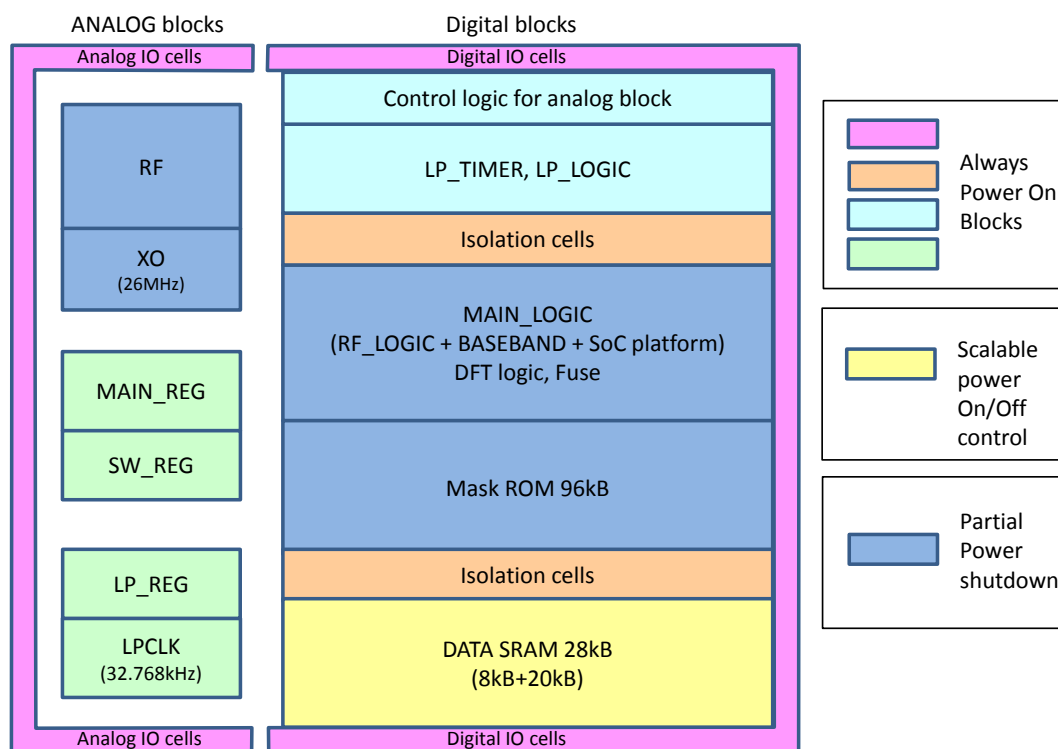 ANALOG blocks
Digital blocks
Analog IO cells
Digital IO cells
RF
XO
(26MHz)
MAIN_REG
SW_REG
LP_REG
LPCLK
(32.768kHz)
Control logic for analog block
LP_TIMER, LP_LOGIC
Isolation cells
MAIN_LOGIC
(RF_LOGIC + BASEBAND + SoC platform)
DFT logic, Fuse
Mask ROM 96kB
Isolation cells
DATA SRAM 28kB
(8kB+20kB)
Analog IO cells
Digital IO cells
Always
Power On
Blocks
Scalable
power
On/Off
control
Partial
Power
shutdown